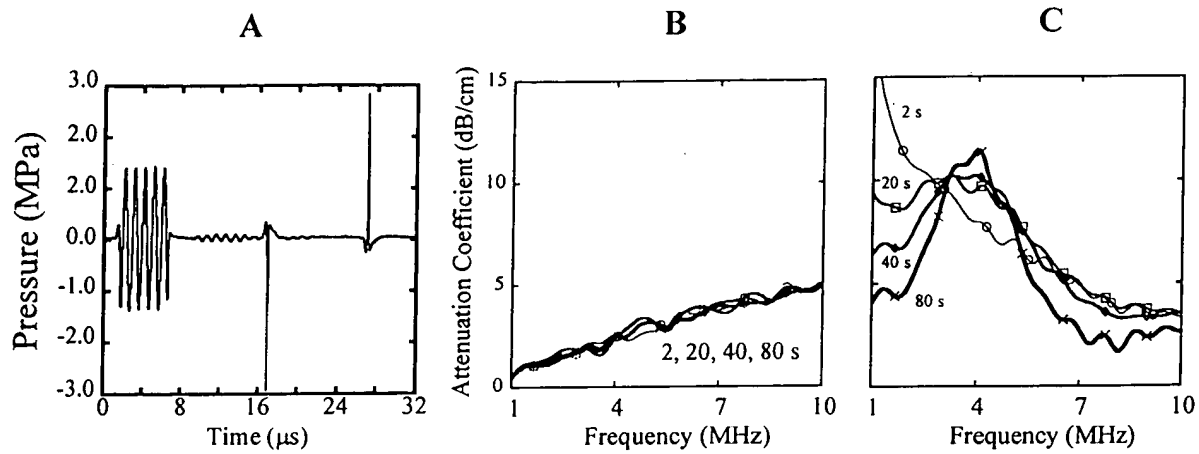 A
B
C
Pressure (MPa)
3.0
2.0
2.0
0.0
-1.0
-2.0
-3.0
0
8
16
24
32
Time (μs)
Attenuation Coefficient (dB/cm)
15
10
5
0
2, 20, 40, 80 s
1
4
7
10
Frequency (MHz)
2 s
20 s
40 s
80 s
1
4
7
10
Frequency (MHz)